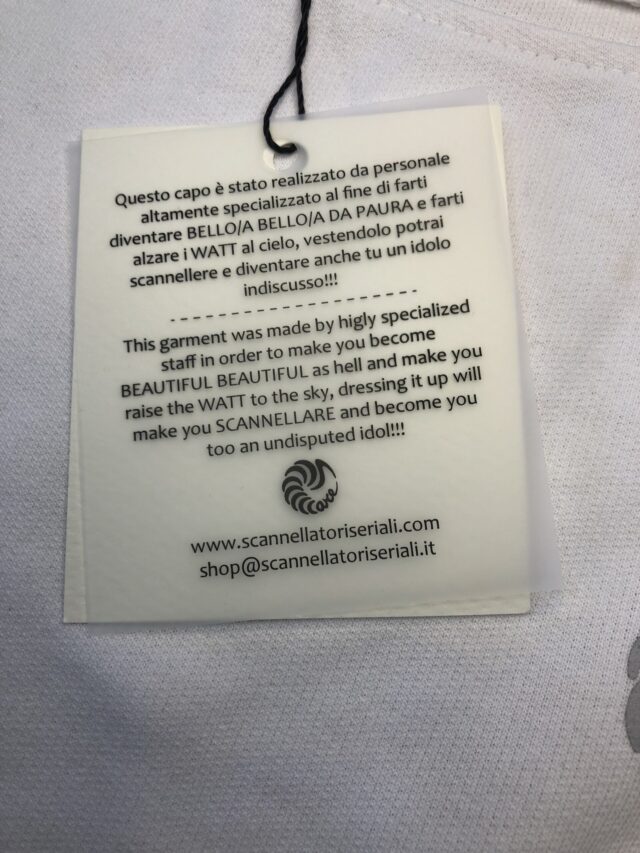 Questo capo è stato realizzato da personale
altamente specializzato al fine di farti
diventare BELLO/A BELLO/A DA PAURA e farti
alzare i WATT al cielo, vestendolo potrai
scannellere e diventare anche tu un idolo
indiscusso!!!
This garment was made by higly specialized
staff in order to make you become
BEAUTIFUL BEAUTIFUL as hell and make you
raise the WATT to the sky, dressing it up will
make you SCANNELLARE and become you
too an undisputed idol!!!
www.scannellatoriseriali.com
shop@scannellatoriseriali.it